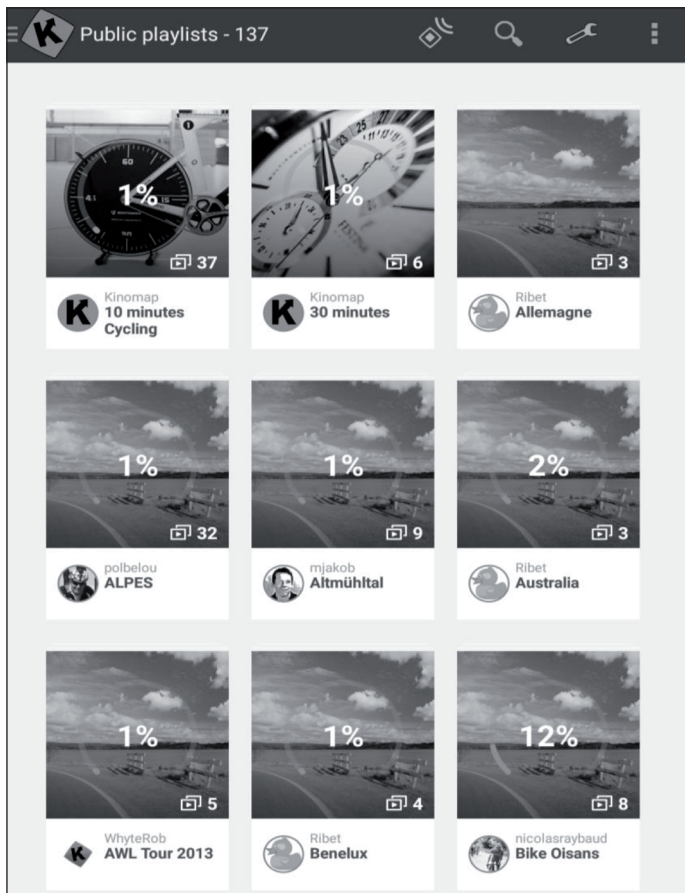 Public playlists - 137
1%
37
Kinomap
10 minutes
Cycling
1%
6
Kinomap
30 minutes
3
Ribet
Allemagne
1%
32
polbelou
ALPES
1%
9
mjakob
Altmühltal
2%
3
Ribet
Australia
1%
5
WhyteRob
AWL Tour 2013
1%
4
Ribet
Benelux
12%
8
nicolasraybaud
Bike Oisans